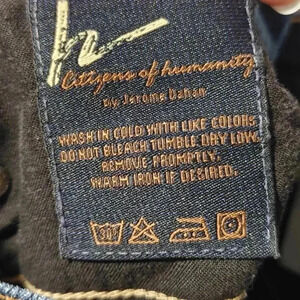 Citizens of humanity
by Jerome Dahan
WASH IN COLD WITH LIKE COLORS
DO NOT BLEACH TUMBLE DRY LOW
REMOVE PROMPTLY.
WARM IRON IF DESIRED.
30°